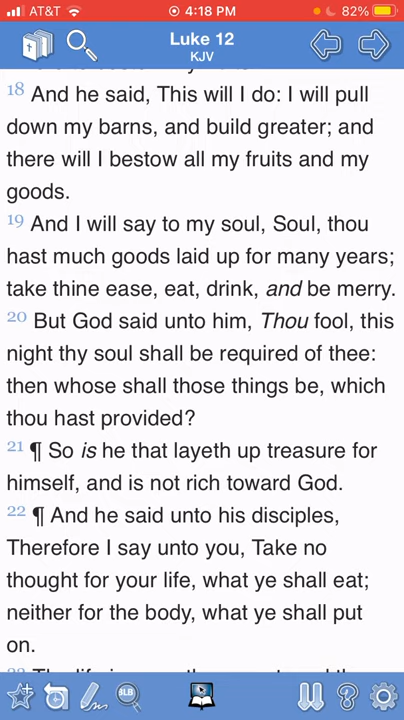 AT&T 4:18 PM 82%
Luke 12
KJV
18 And he said, This will I do: I will pull
down my barns, and build greater; and
there will I bestow all my fruits and my
goods.
19 And I will say to my soul, Soul, thou
hast much goods laid up for many years;
take thine ease, eat, drink, and be merry.
20 But God said unto him, Thou fool, this
night thy soul shall be required of thee:
then whose shall those things be, which
thou hast provided?
21 ¶ So is he that layeth up treasure for
himself, and is not rich toward God.
22 ¶ And he said unto his disciples,
Therefore I say unto you, Take no
thought for your life, what ye shall eat;
neither for the body, what ye shall put
on.
BLB